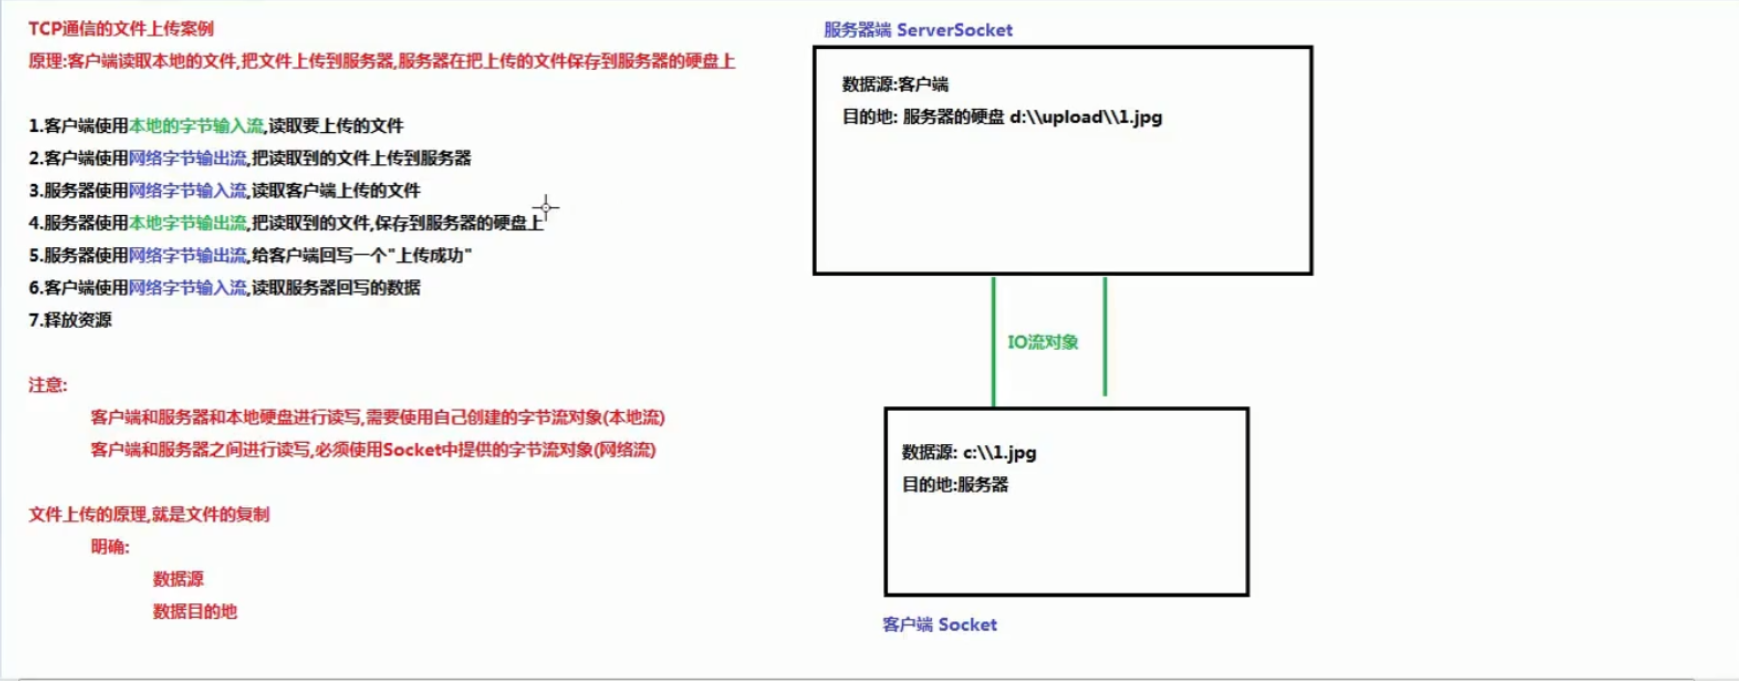 TCP通信的文件上传案例
原理:客户端读取本地的文件,把文件上传到服务器,服务器在把上传的文件保存到服务器的硬盘上
1.客户端使用本地的字节输入流,读取要上传的文件
2.客户端使用网络字节输出流,把读取到的文件上传到服务器
3.服务器使用网络字节输入流,读取客户端上传的文件
4.服务器使用本地字节输出流,把读取到的文件,保存到服务器的硬盘上
5.服务器使用网络字节输出流,给客户端回写一个"上传成功"
6.客户端使用网络字节输入流,读取服务器回写的数据
7.释放资源
注意:
客户端和服务器和本地硬盘进行读写,需要使用自己创建的字节流对象(本地流)
客户端和服务器之间进行读写,必须使用Socket中提供的字节流对象(网络流)
文件上传的原理,就是文件的复制
明确:
数据源
数据目的地
服务器端 ServerSocket
数据源:客户端
目的地: 服务器的硬盘 d:\\upload\\1.jpg
IO流对象
数据源: c:\\1.jpg
目的地:服务器
客户端 Socket